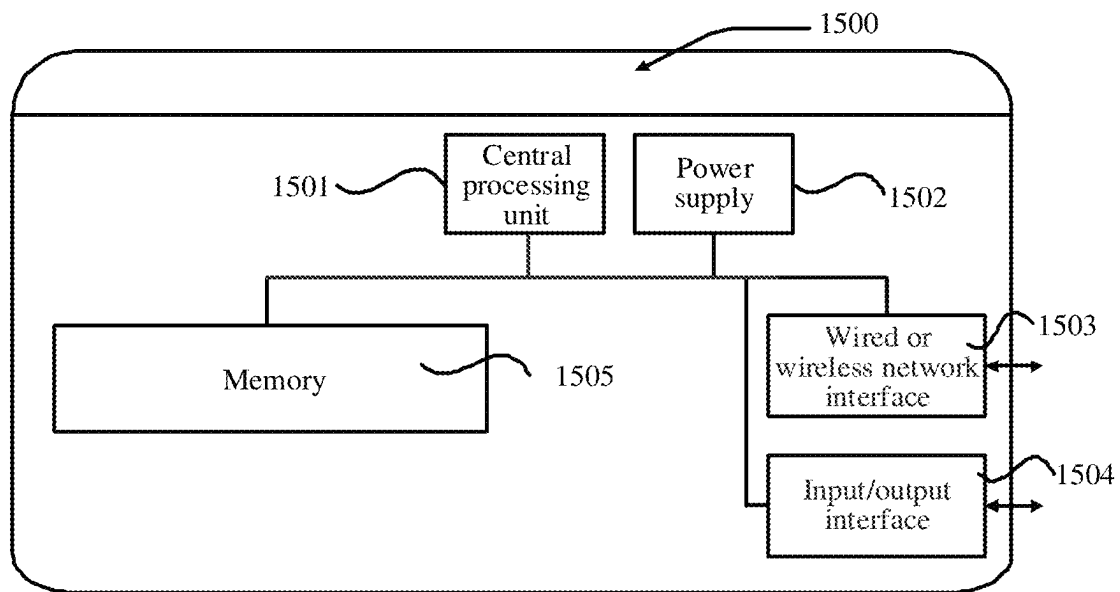 1500
Central
processing
unit
1501
Power
supply
1502
Wired or
wireless network
interface
1503
Memory
1505
Input/output
interface
1504